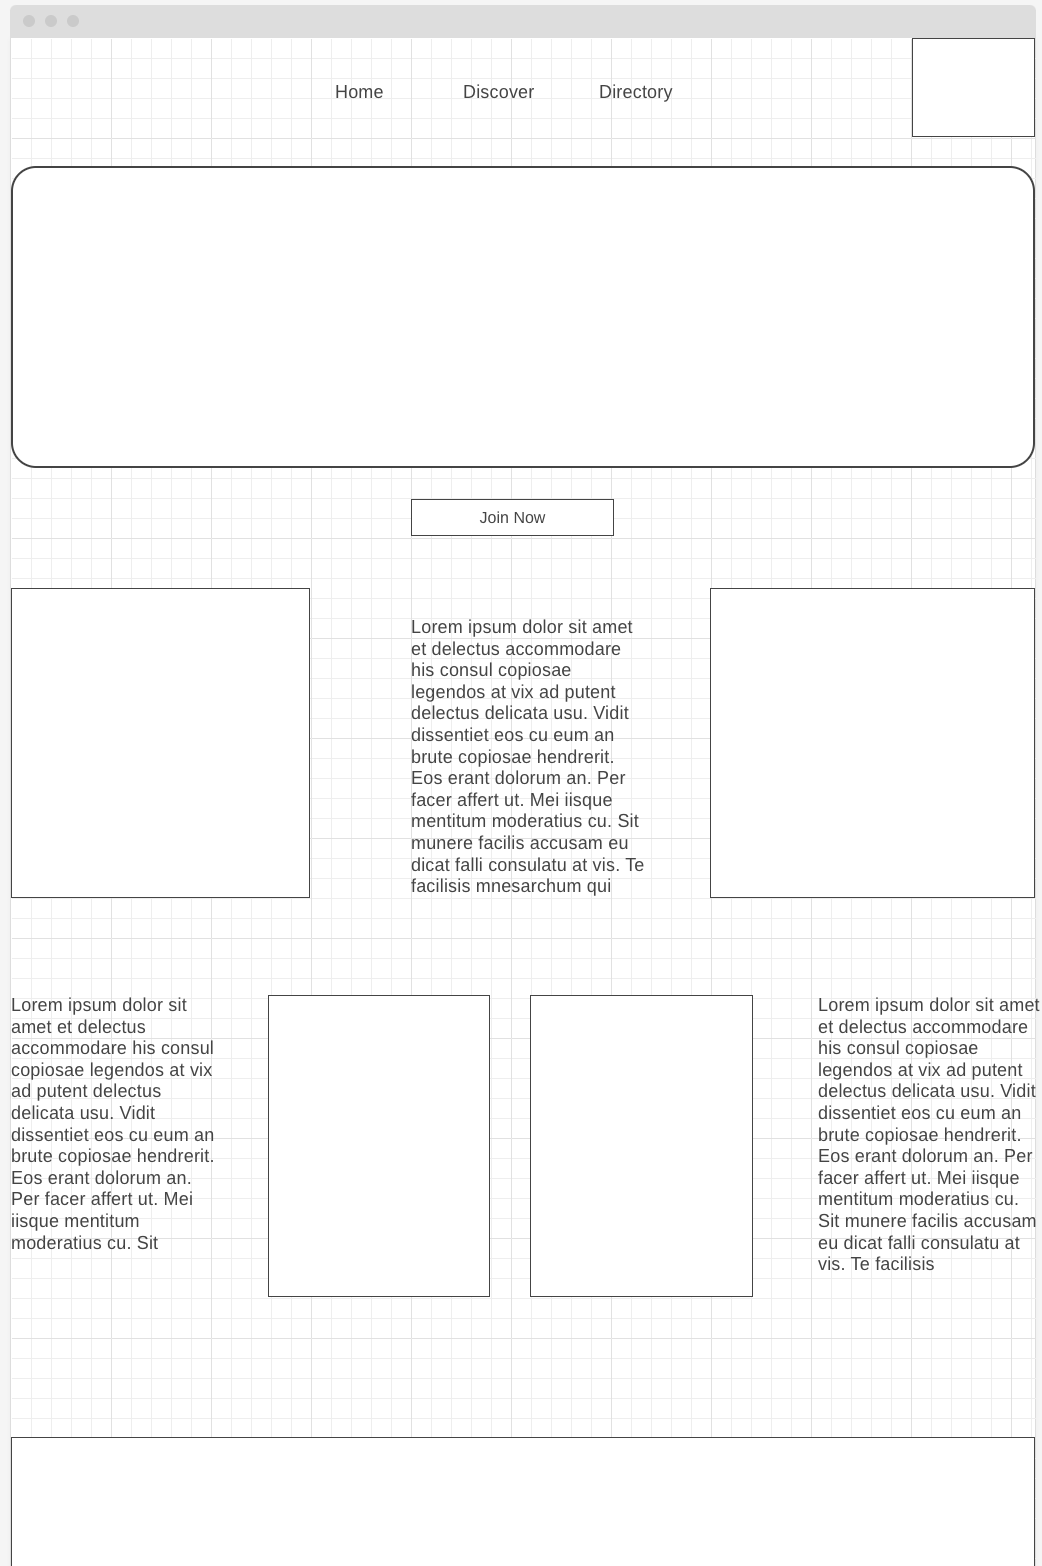 Home Discover Directory
Join Now
Lorem ipsum dolor sit amet
et delectus accommodare
his consul copiosae
legendos at vix ad putent
delectus delicata usu. Vidit
dissentiet eos cu eum an
brute copiosae hendrerit.
Eos erant dolorum an. Per
facer affert ut. Mei iisque
mentitum moderatius cu. Sit
munere facilis accusam eu
dicat falli consulatu at vis. Te
facilisis mnesarchum qui
Lorem ipsum dolor sit
amet et delectus
accommodare his consul
copiosae legendos at vix
ad putent delectus
delicata usu. Vidit
dissentiet eos cu eum an
brute copiosae hendrerit.
Eos erant dolorum an.
Per facer affert ut. Mei
iisque mentitum
moderatius cu. Sit
Lorem ipsum dolor sit amet
et delectus accommodare
his consul copiosae
legendos at vix ad putent
delectus delicata usu. Vidit
dissentiet eos cu eum an
brute copiosae hendrerit.
Eos erant dolorum an. Per
facer affert ut. Mei iisque
mentitum moderatius cu.
Sit munere facilis accusam
eu dicat falli consulatu at
vis. Te facilisis